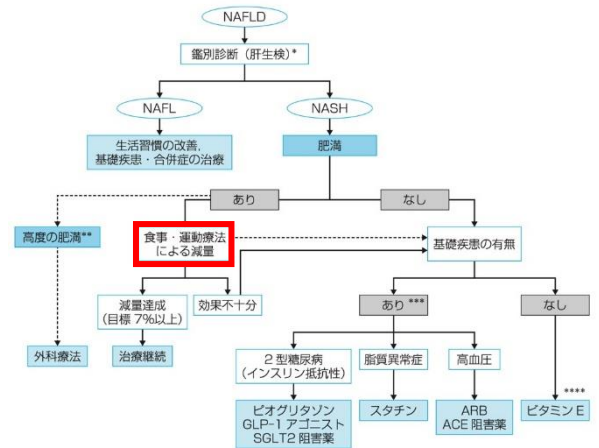 NAFLD
鑑別診断（肝生検）*
NAFL
NASH
生活習慣の改善,
基礎疾患・合併症の治療
肥満
あり
なし
高度の肥満**
食事・運動療法
による減量
基礎疾患の有無
減量達成
(目標 7%以上)
効果不十分
あり ***
なし
外科療法
治療継続
2 型糖尿病
(インスリン抵抗性)
脂質異常症
高血圧
ピオグリタゾン
GLP-1 アゴニスト
SGLT2 阻害薬
スタチン
ARB
ACE 阻害薬
****
ビタミン E